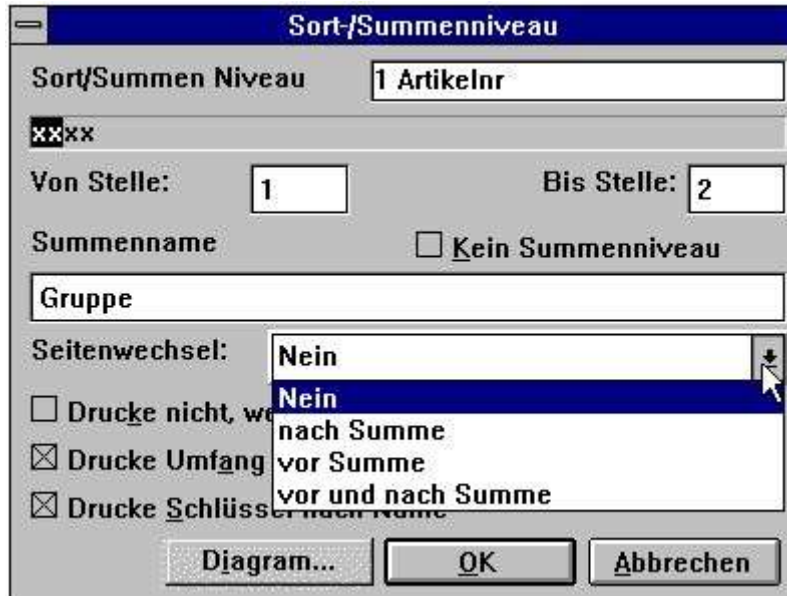 Sort-/Summenniveau
Sort/Summen Niveau 1 Artikelnr
xxxx
Von Stelle: 1 Bis Stelle: 2
Summenname Kein Summenniveau
Gruppe
Seitenwechsel: Nein
Nein
Drucke nicht, we
nach Summe
vor Summe
Drucke Umfang
vor und nach Summe
Drucke Schlüssel nach Name
Diagram... OK Abbrechen